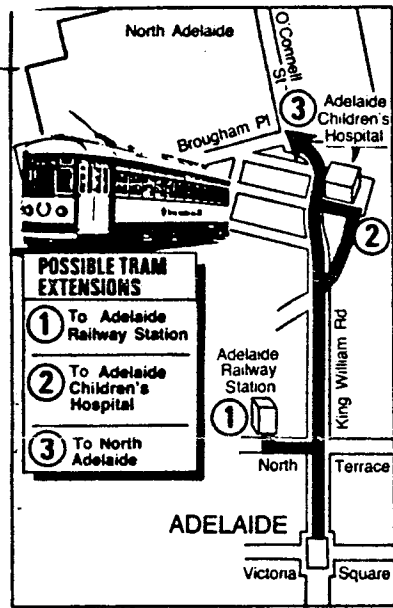 North Adelaide
O'Connell St
3
Adelaide
Children's
Hospital
Brougham Pl
2
POSSIBLE TRAM
EXTENSIONS
1 To Adelaide
Railway Station
2 To Adelaide
Children's
Hospital
3 To North
Adelaide
King William Rd
Adelaide
Railway
Station
1
North Terrace
ADELAIDE
Victoria Square